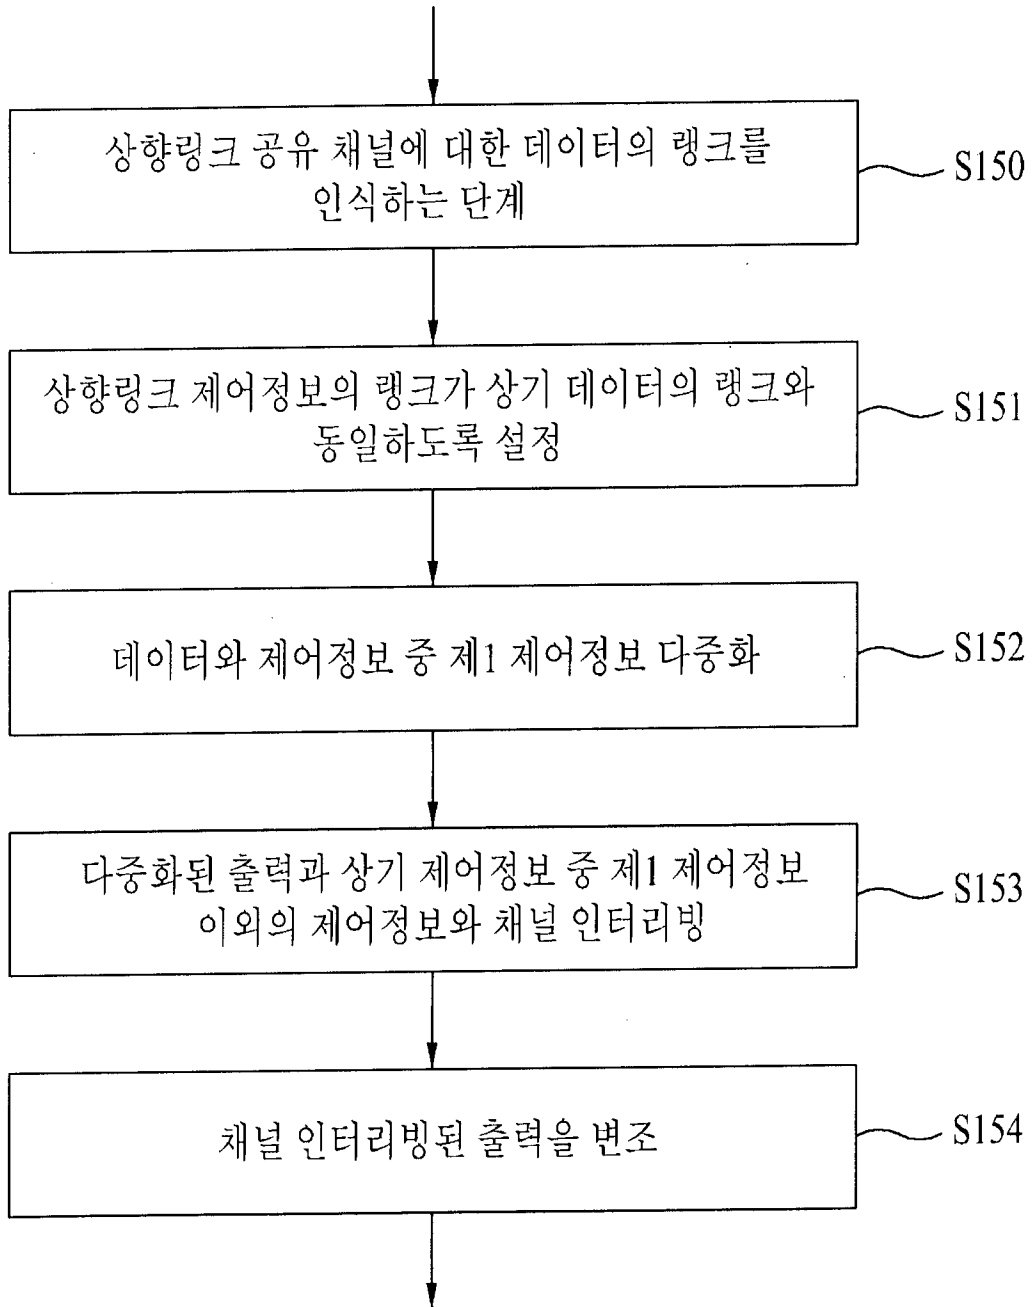 상향링크 공유 채널에 대한 데이터의 랭크를
인식하는 단계
S150
상향링크 제어정보의 랭크가 상기 데이터의 랭크와
동일하도록 설정
S151
데이터와 제어정보 중 제1 제어정보 다중화
S152
다중화된 출력과 상기 제어정보 중 제1 제어정보
이외의 제어정보와 채널 인터리빙
S153
채널 인터리빙된 출력을 변조
S154